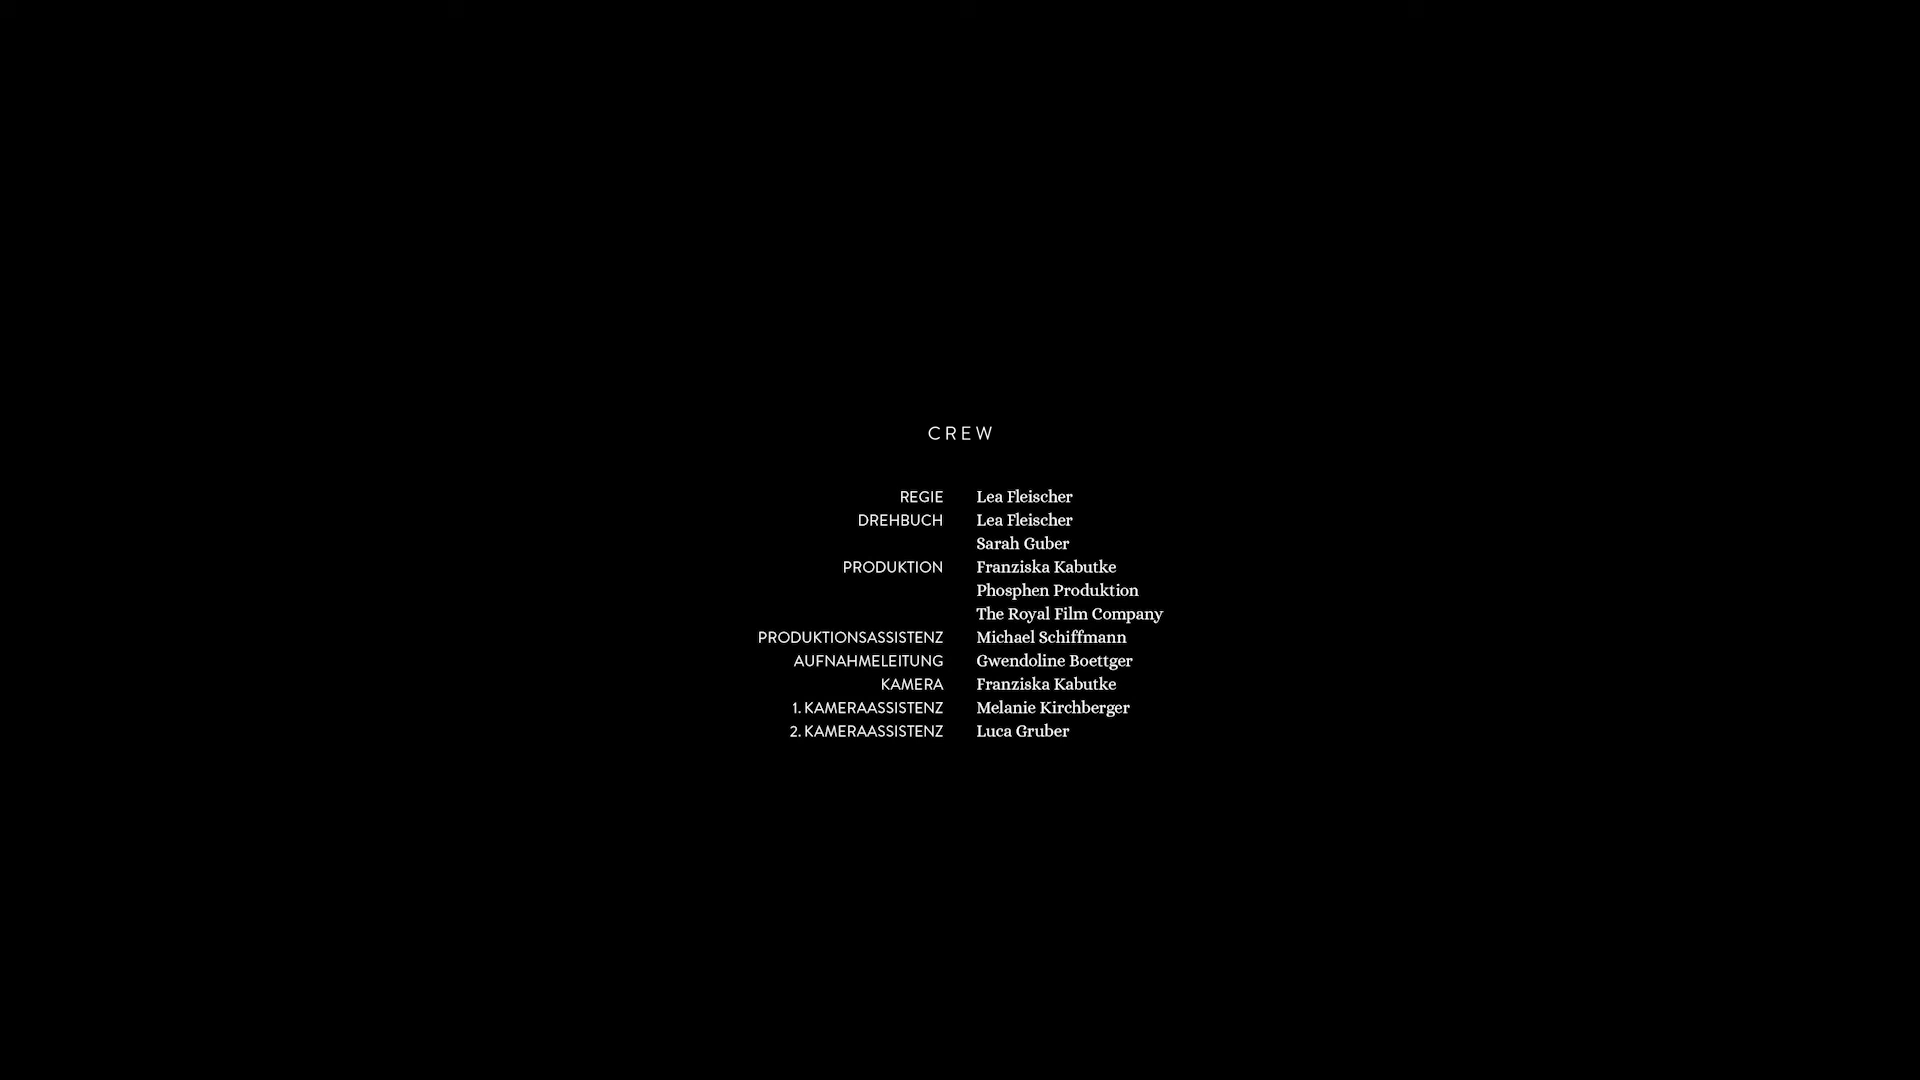 CREW
REGIE Lea Fleischer
DREHBUCH Lea Fleischer
Sarah Guber
PRODUKTION Franziska Kabutke
Phosphen Produktion
The Royal Film Company
PRODUKTIONSASSISTENZ Michael Schiffmann
AUFNAHMELEITUNG Gwendoline Boettger
KAMERA Franziska Kabutke
1. KAMERAASSISTENZ Melanie Kirchberger
2. KAMERAASSISTENZ Luca Gruber